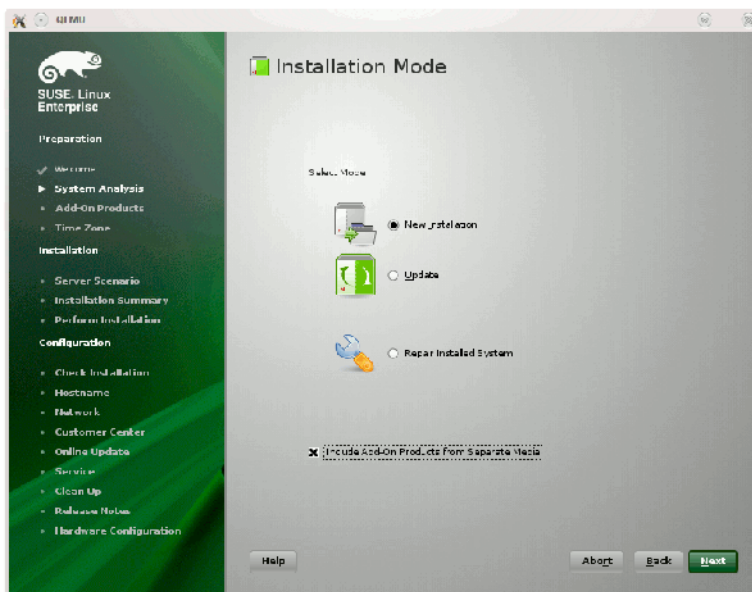 QEMU
SUSE. Linux
Enterprise
Preparation
Welcome
System Analysis
Add-On Products
Time Zone
Installation
Server Scenario
Installation Summary
Perform Installation
Configuration
Check Installation
Hostname
Network
Customer Center
Online Update
Service
Clean Up
Release Notes
Hardware Configuration
Installation Mode
Select Mode
New Installation
Update
Repair Installed System
Include Add-On Products from Separate Media
Help
Abort
Back
Next